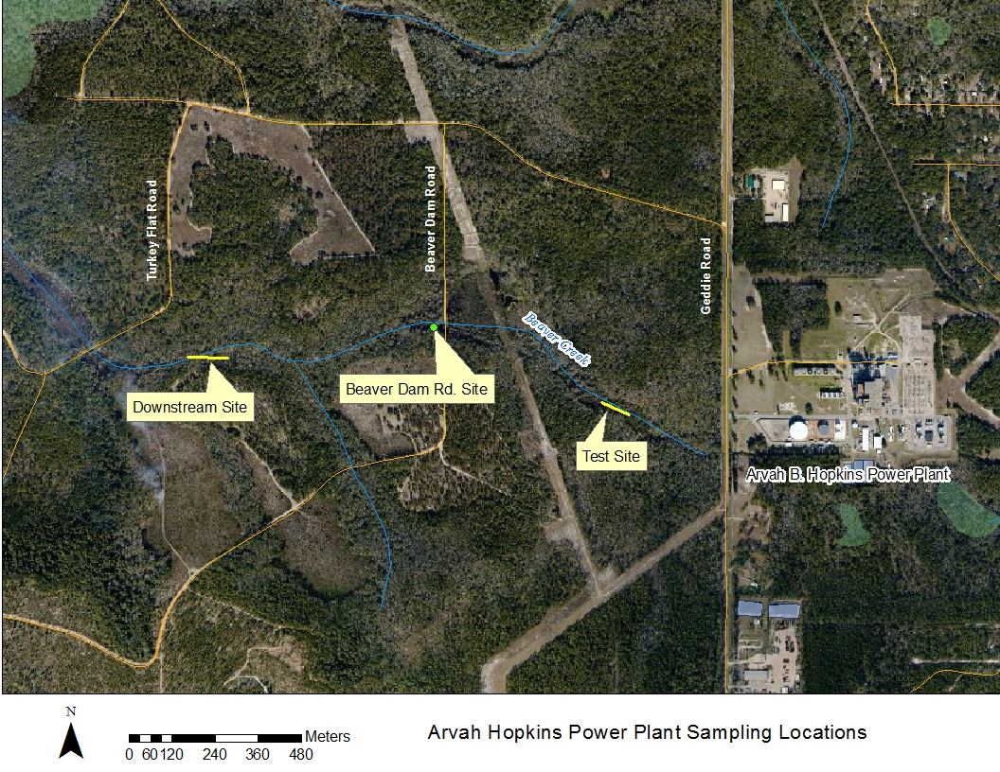 Turkey Flat Road
Beaver Dam Road
Geddie Road
Beaver Creek
Downstream Site
Beaver Dam Rd. Site
Test Site
Arvah B. Hopkins Power Plant
N
Meters
0 60 120 240 360 480
Arvah Hopkins Power Plant Sampling Locations